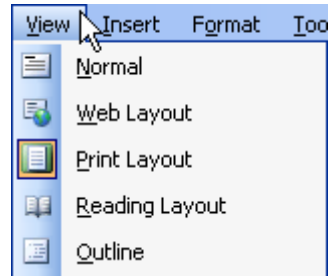 View Insert Format Too
Normal
Web Layout
Print Layout
Reading Layout
Outline